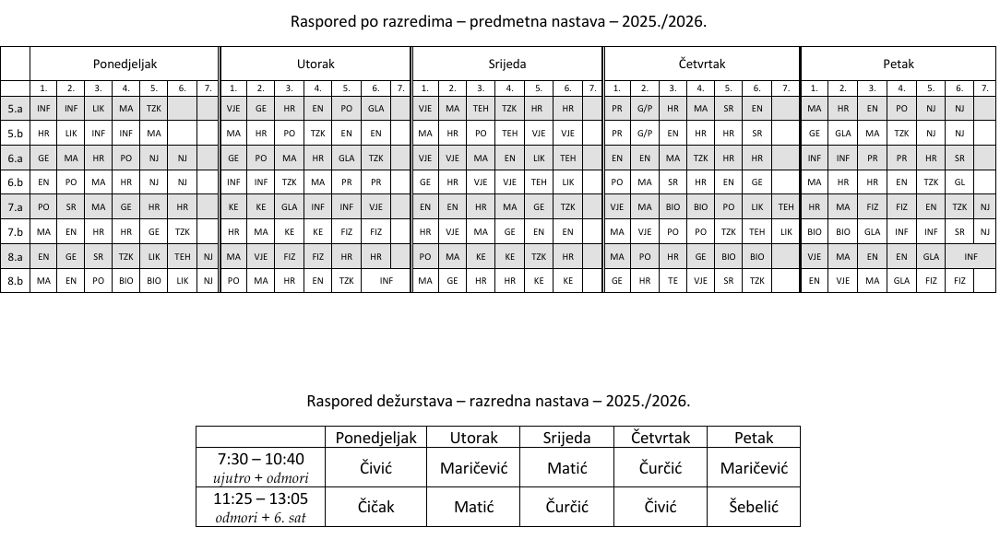 Raspored po razredima – predmetna nastava – 2025./2026.
Ponedjeljak Utorak Srijeda Četvrtak Petak
1. 2. 3. 4. 5. 6. 7. 1. 2. 3. 4. 5. 6. 7. 1. 2. 3. 4. 5. 6. 7. 1. 2. 3. 4. 5. 6. 7. 1. 2. 3. 4. 5. 6. 7.
5.a INF INF LIK MA TZK VJE GE HR EN PO GLA VJE MA TEH TZK HR HR PR G/P HR MA SR EN MA HR EN PO NJ NJ
5.b HR LIK INF INF MA MA HR PO TZK EN EN MA HR PO TEH VJE VJE PR G/P EN HR HR SR GE GLA MA TZK NJ NJ
6.a GE MA HR PO NJ NJ GE PO MA HR GLA TZK VJE VJE MA EN LIK TEH EN EN MA TZK HR HR INF INF PR PR HR SR
6.b EN PO MA HR NJ NJ INF INF TZK MA PR PR GE HR VJE VJE TEH LIK PO MA SR HR EN GE MA HR HR EN TZK GL
7.a PO SR MA GE HR HR KE KE GLA INF INF VJE EN EN HR MA GE TZK VJE MA BIO BIO PO LIK TEH HR MA FIZ FIZ EN TZK NJ
7.b MA EN HR HR GE TZK HR MA KE KE FIZ FIZ HR VJE MA GE EN EN MA VJE PO PO TZK TEH LIK BIO BIO GLA INF INF SR NJ
8.a EN GE SR TZK LIK TEH NJ MA VJE FIZ FIZ HR HR PO MA KE KE TZK HR MA PO HR GE BIO BIO VJE MA EN EN GLA INF
8.b MA EN PO BIO BIO LIK NJ PO MA HR EN TZK INF MA GE HR HR KE KE GE HR TE VJE SR TZK EN VJE MA GLA FIZ FIZ
Raspored dežurstava – razredna nastava – 2025./2026.
Ponedjeljak Utorak Srijeda Četvrtak Petak
7:30 – 10:40
ujutro + odmori
Čivić Maričević Matić Čurčić Maričević
11:25 – 13:05
odmori + 6. sat
Čičak Matić Čurčić Čivić Šebelić